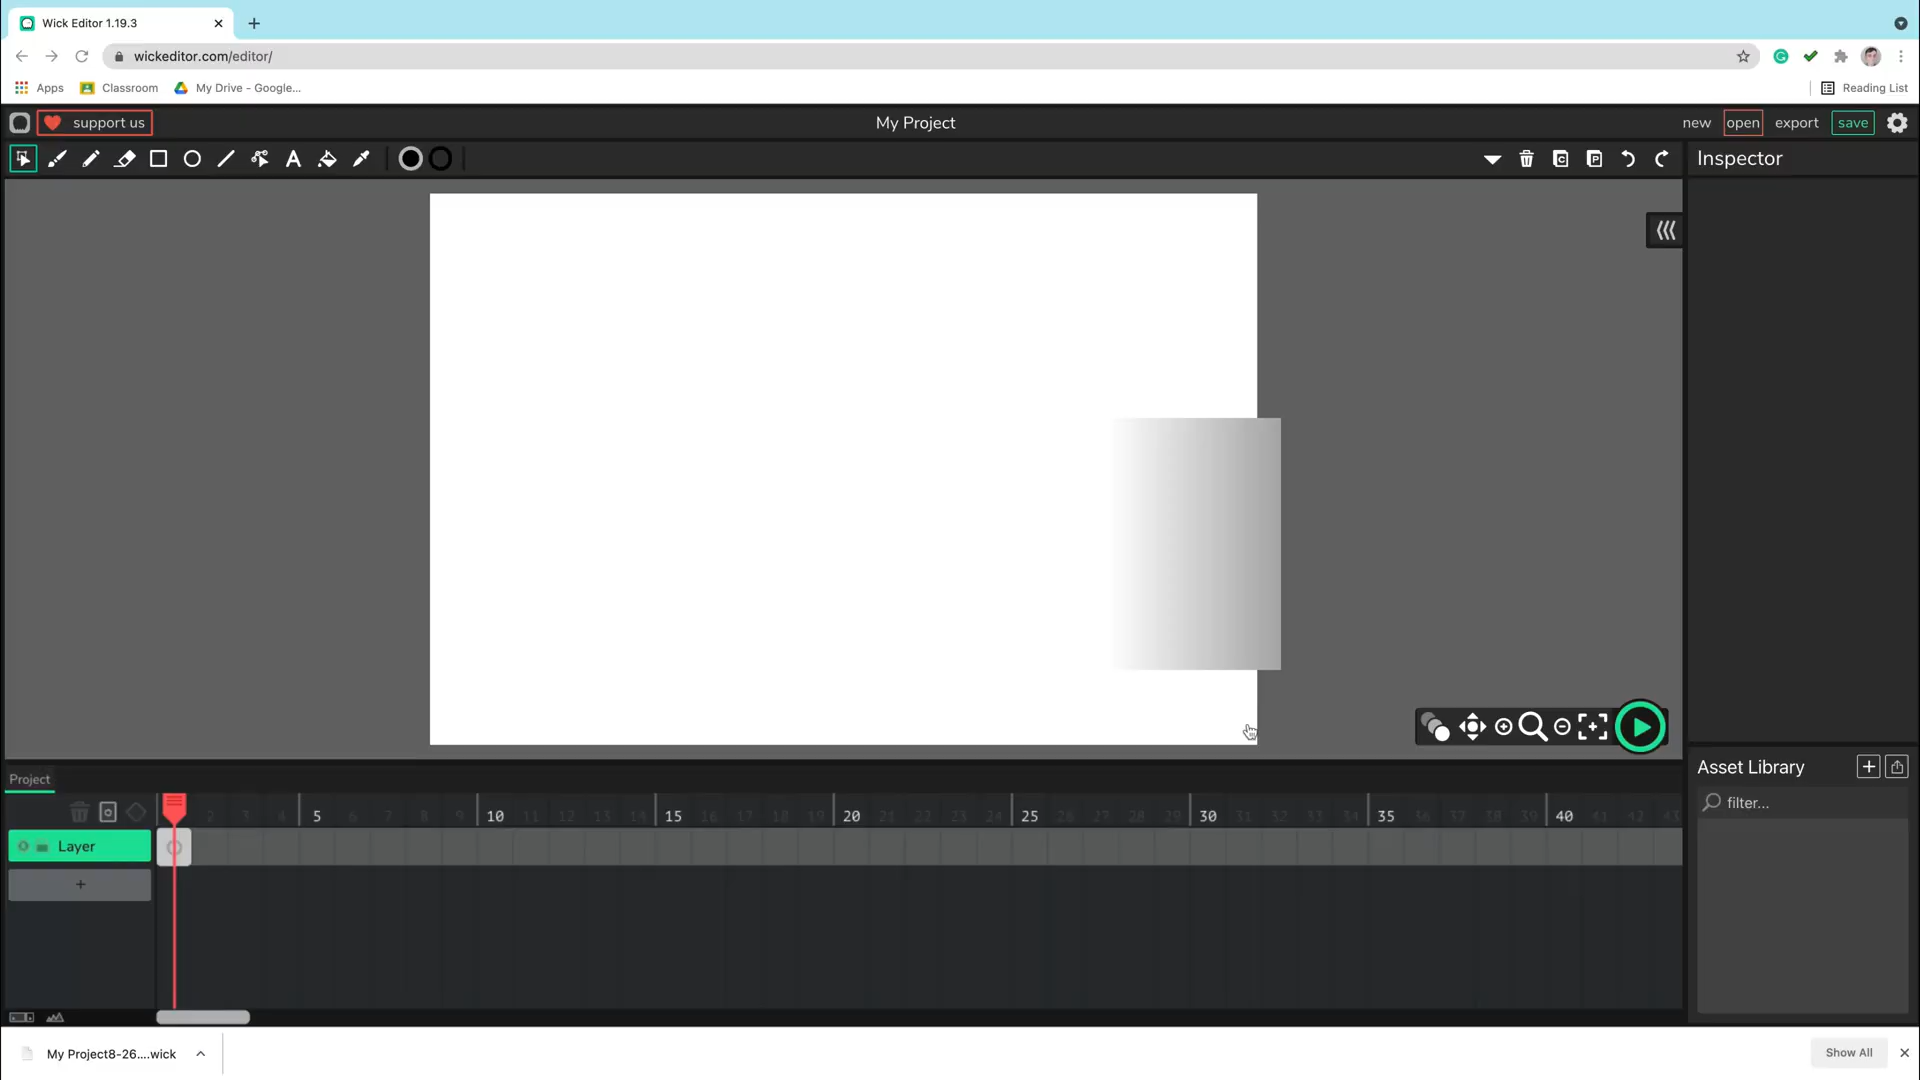 Wick Editor 1.19.3
wickeditor.com/editor/
Apps Classroom My Drive - Google...
Reading List
support us
My Project
new open export save
Inspector
Project
5 10 15 20 25 30 35 40
Layer
+
Asset Library
filter...
My Project8-26....wick
Show All